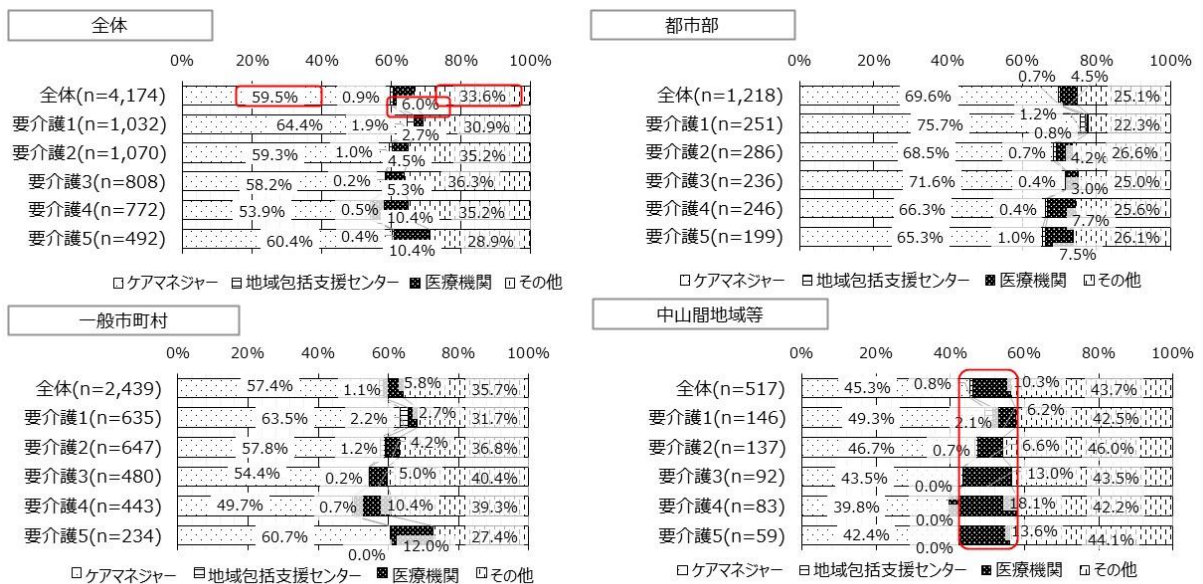 全体
0% 20% 40% 60% 80% 100%
全体(n=4,174) 59.5% 0.9% 6.0% 33.6%
要介護1(n=1,032) 64.4% 1.9% 2.7% 30.9%
要介護2(n=1,070) 59.3% 1.0% 4.5% 35.2%
要介護3(n=808) 58.2% 0.2% 5.3% 36.3%
要介護4(n=772) 53.9% 0.5% 10.4% 35.2%
要介護5(n=492) 60.4% 0.4% 10.4% 28.9%
ケアマネジャー 地域包括支援センター 医療機関 その他
都市部
0% 20% 40% 60% 80% 100%
全体(n=1,218) 69.6% 0.7% 4.5% 25.1%
要介護1(n=251) 75.7% 1.2% 0.8% 22.3%
要介護2(n=286) 68.5% 0.7% 4.2% 26.6%
要介護3(n=236) 71.6% 0.4% 3.0% 25.0%
要介護4(n=246) 66.3% 0.4% 7.7% 25.6%
要介護5(n=199) 65.3% 1.0% 7.5% 26.1%
ケアマネジャー 地域包括支援センター 医療機関 その他
一般市町村
0% 20% 40% 60% 80% 100%
全体(n=2,439) 57.4% 1.1% 5.8% 35.7%
要介護1(n=635) 63.5% 2.2% 2.7% 31.7%
要介護2(n=647) 57.8% 1.2% 4.2% 36.8%
要介護3(n=480) 54.4% 0.2% 5.0% 40.4%
要介護4(n=443) 49.7% 0.7% 10.4% 39.3%
要介護5(n=234) 60.7% 0.0% 12.0% 27.4%
ケアマネジャー 地域包括支援センター 医療機関 その他
中山間地域等
0% 20% 40% 60% 80% 100%
全体(n=517) 45.3% 0.8% 10.3% 43.7%
要介護1(n=146) 49.3% 2.1% 6.2% 42.5%
要介護2(n=137) 46.7% 0.7% 6.6% 46.0%
要介護3(n=92) 43.5% 0.0% 13.0% 43.5%
要介護4(n=83) 39.8% 0.0% 18.1% 42.2%
要介護5(n=59) 42.4% 0.0% 13.6% 44.1%
ケアマネジャー 地域包括支援センター 医療機関 その他